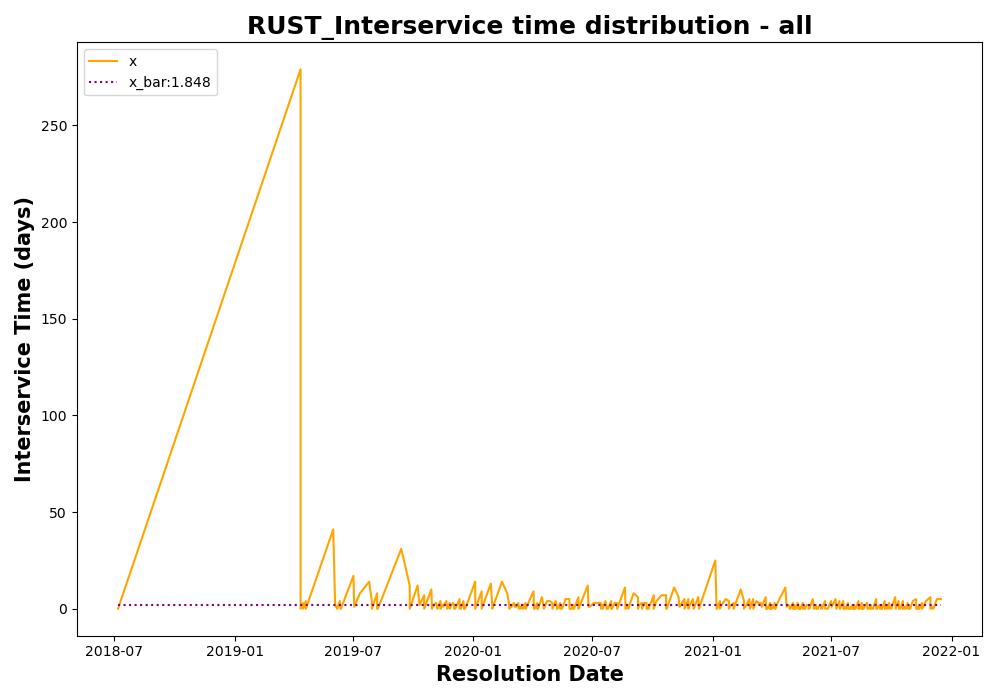 RUST_Interservice time distribution - all
x
x_bar:1.848
Interservice Time (days)
250
200
150
100
50
0
2018-07
2019-01
2019-07
2020-01
2020-07
2021-01
2021-07
2022-01
Resolution Date